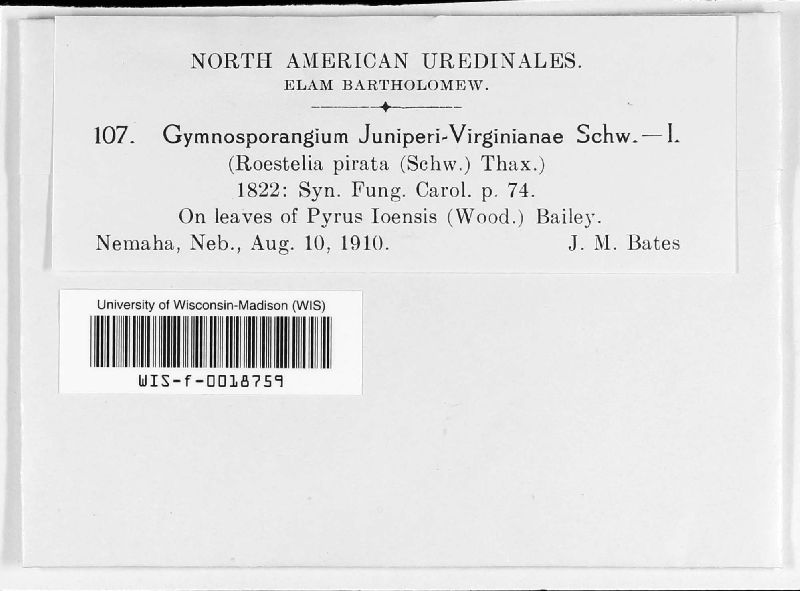 NORTH AMERICAN UREDINALES.
ELAM BARTHOLOMEW.
107. Gymnosporangium Juniperi-Virginianae Schw.—I.
(Roestelia pirata (Schw.) Thax.)
1822: Syn. Fung. Carol. p. 74.
On leaves of Pyrus Ioensis (Wood.) Bailey.
Nemaha, Neb., Aug. 10, 1910. J. M. Bates
University of Wisconsin-Madison (WIS)
WIS-f-0018759